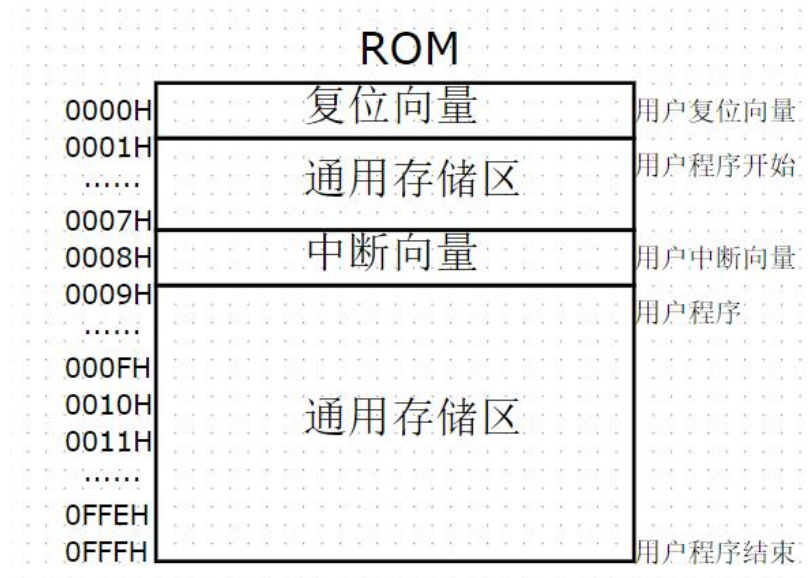 ROM
0000H 复位向量 用户复位向量
0001H 用户程序开始
...... 通用存储区
0007H
0008H 中断向量 用户中断向量
0009H 用户程序
......
000FH
0010H 通用存储区
0011H
......
0FFEH
0FFFH 用户程序结束